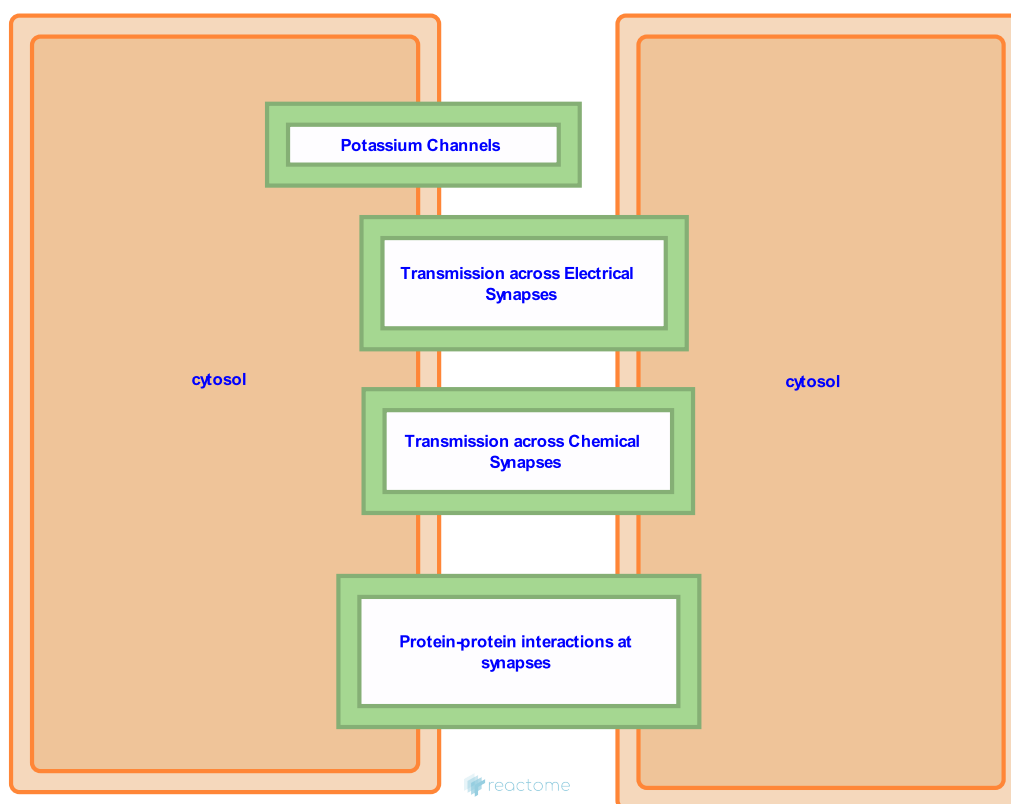 Potassium Channels
Transmission across Electrical
Synapses
cytosol
cytosol
Transmission across Chemical
Synapses
Protein-protein interactions at
synapses
reactome